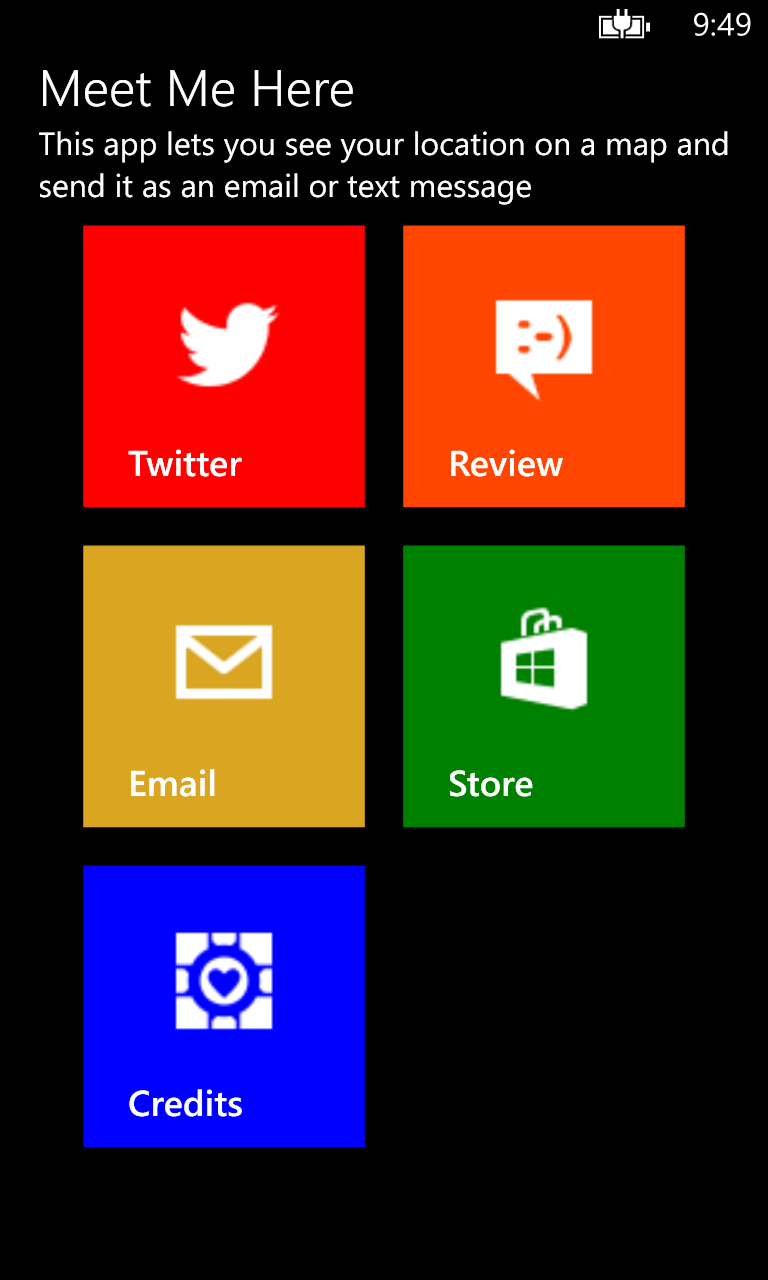 9:49
Meet Me Here
This app lets you see your location on a map and
send it as an email or text message
:-)
Twitter
Review
Email
Store
Credits